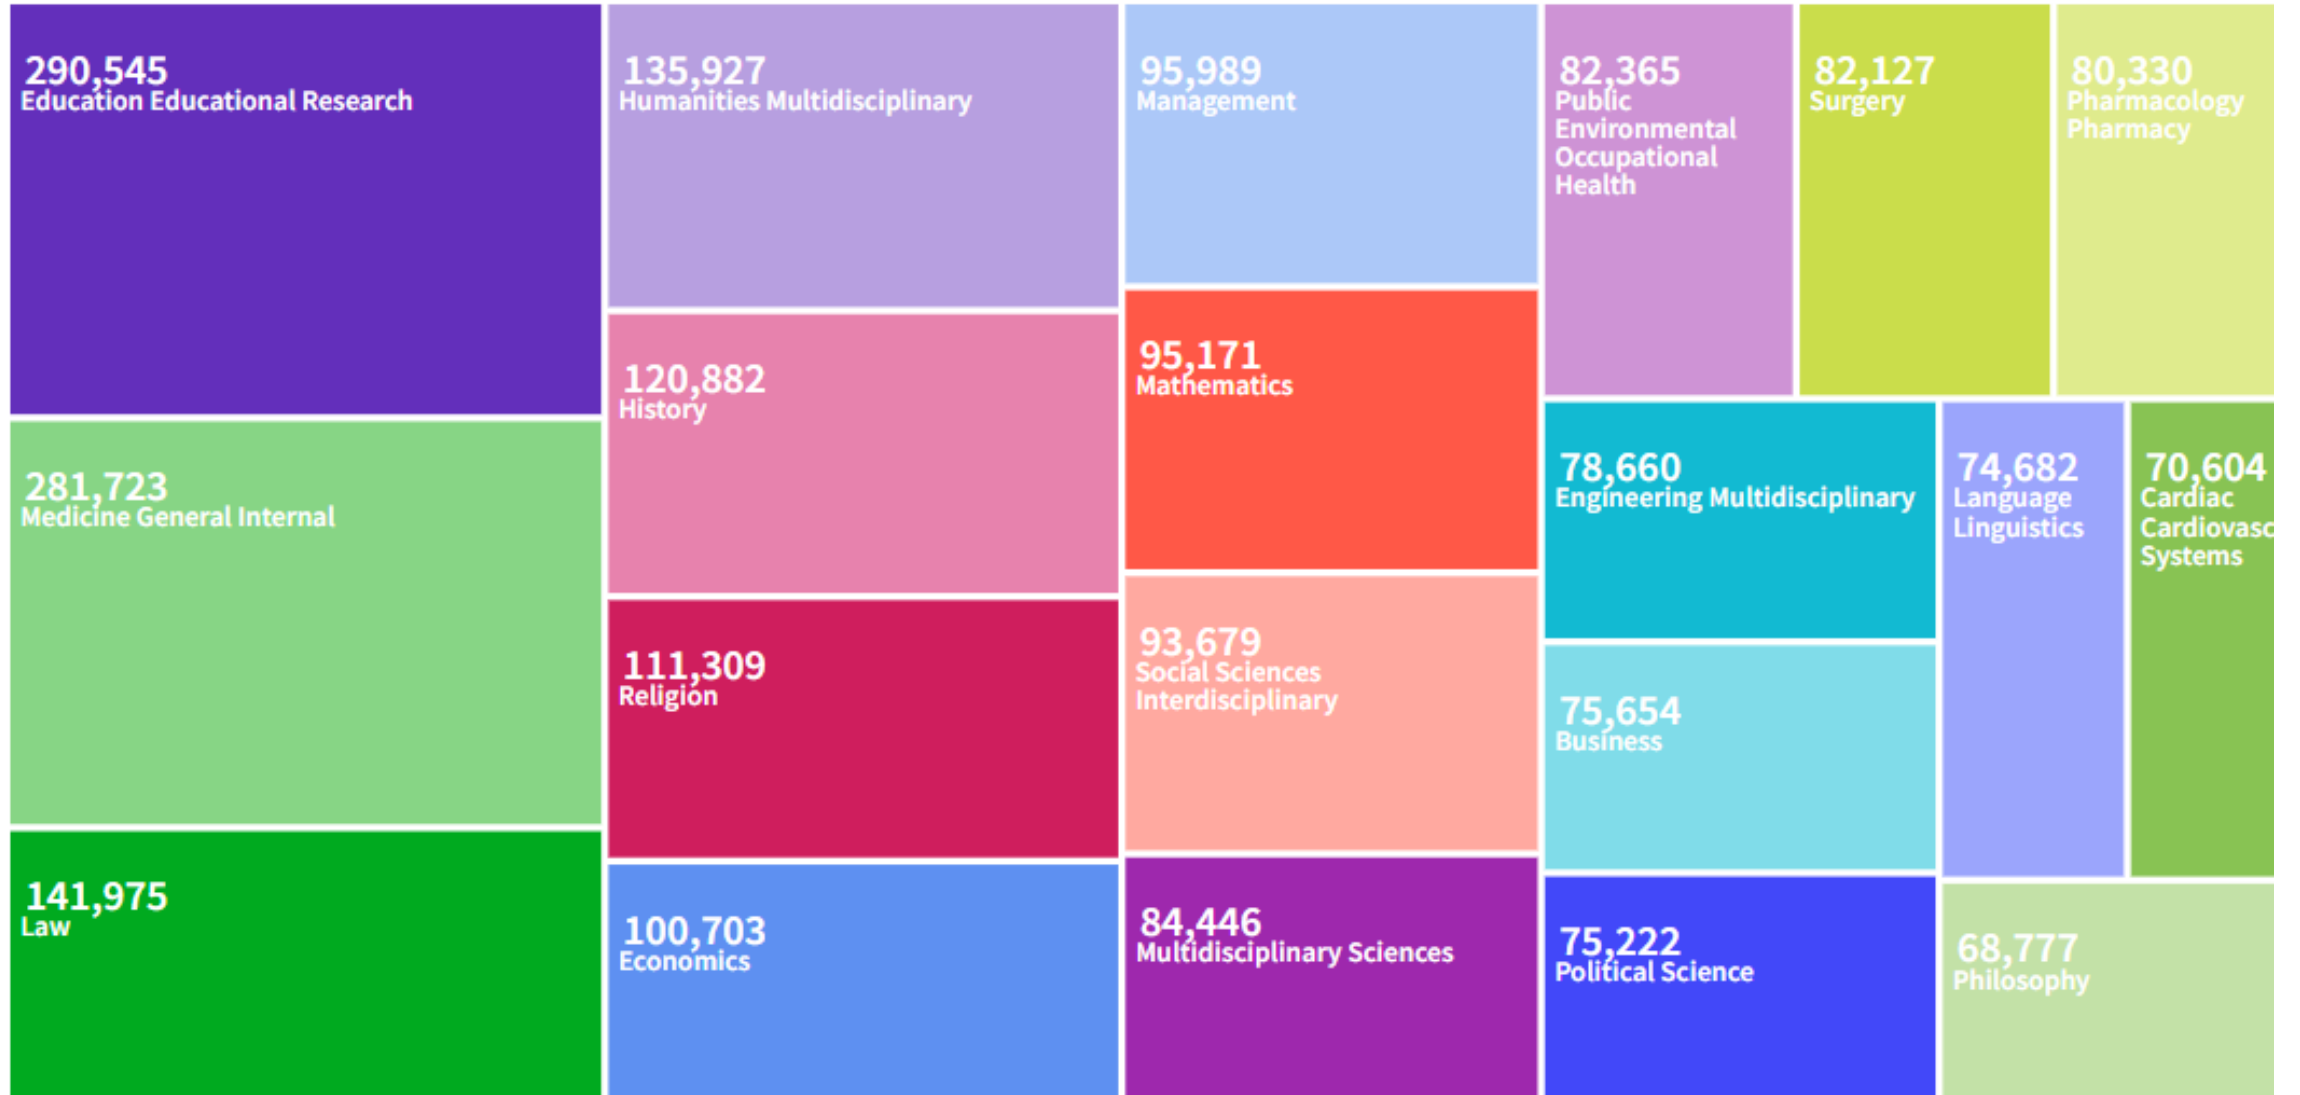 290,545
Education Educational Research
281,723
Medicine General Internal
141,975
Law
135,927
Humanities Multidisciplinary
120,882
History
111,309
Religion
100,703
Economics
95,989
Management
95,171
Mathematics
93,679
Social Sciences
Interdisciplinary
84,446
Multidisciplinary Sciences
82,365
Public
Environmental
Occupational
Health
82,127
Surgery
80,330
Pharmacology
Pharmacy
78,660
Engineering Multidisciplinary
75,654
Business
75,222
Political Science
74,682
Language
Linguistics
70,604
Cardiac
Cardiovasc
Systems
68,777
Philosophy